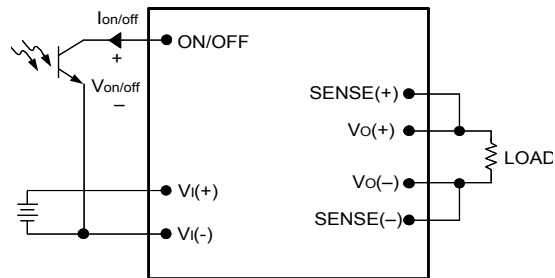 Ion/off
ON/OFF
+
Von/off
–
SENSE(+)
VO(+)
LOAD
VO(–)
SENSE(–)
VI(+)
VI(-)